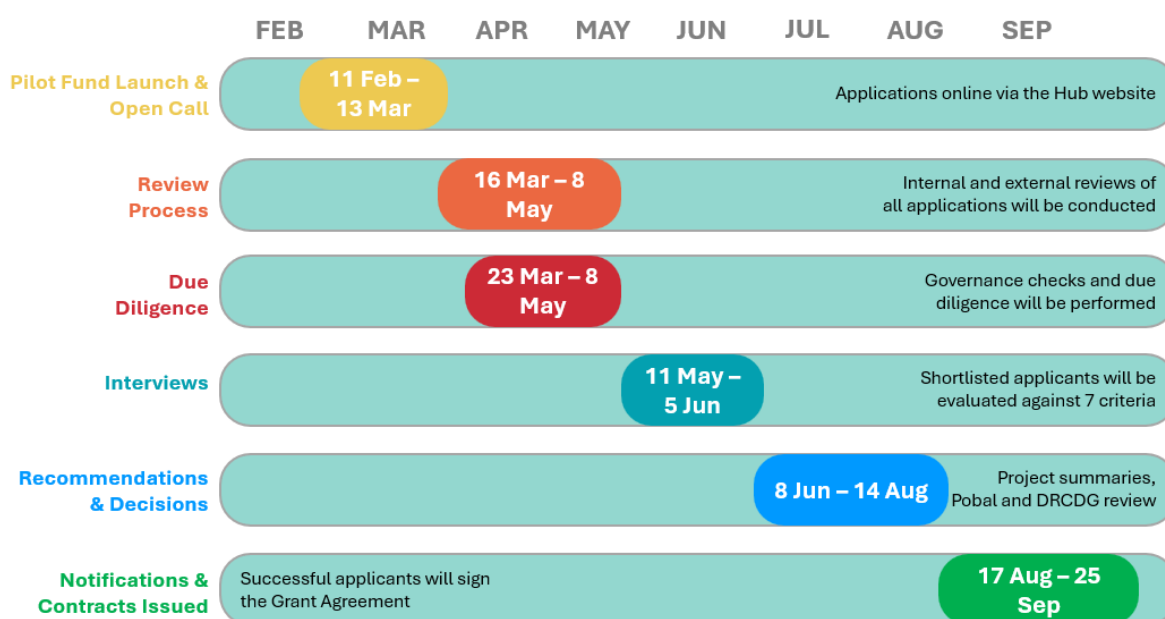 FEB MAR APR MAY JUN JUL AUG SEP
Pilot Fund Launch &
Open Call
11 Feb –
13 Mar
Applications online via the Hub website
Review
Process
16 Mar – 8
May
Internal and external reviews of
all applications will be conducted
Due
Diligence
23 Mar – 8
May
Governance checks and due
diligence will be performed
Interviews
11 May –
5 Jun
Shortlisted applicants will be
evaluated against 7 criteria
Recommendations
& Decisions
8 Jun – 14 Aug
Project summaries,
Pobal and DRCDG review
Notifications &
Contracts Issued
Successful applicants will sign
the Grant Agreement
17 Aug – 25
Sep